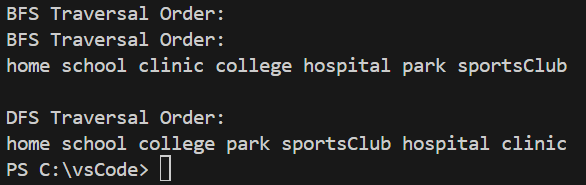 BFS Traversal Order:
BFS Traversal Order:
home school clinic college hospital park sportsClub
DFS Traversal Order:
home school college park sportsClub hospital clinic
PS C:\vsCode>